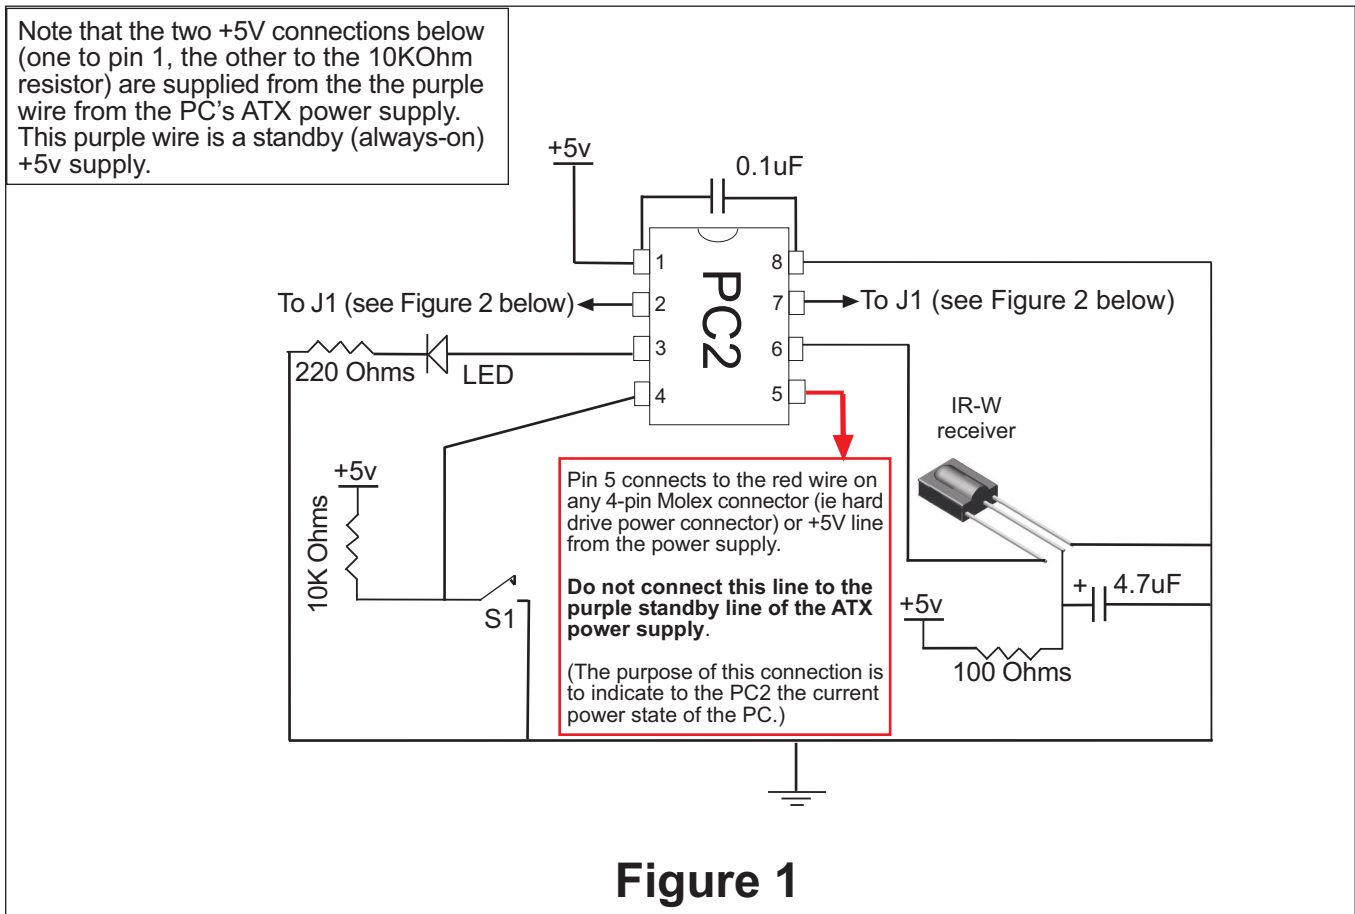 Note that the two +5V connections below
(one to pin 1, the other to the 10KOhm
resistor) are supplied from the the purple
wire from the PC's ATX power supply.
This purple wire is a standby (always-on)
+5v supply.
+5v
0.1uF
1
8
PC2
To J1 (see Figure 2 below)
2
7
To J1 (see Figure 2 below)
3
6
220 Ohms
LED
4
5
IR-W
receiver
+5v
10K Ohms
S1
Pin 5 connects to the red wire on
any 4-pin Molex connector (ie hard
drive power connector) or +5V line
from the power supply.
Do not connect this line to the
purple standby line of the ATX
power supply.
(The purpose of this connection is
to indicate to the PC2 the current
power state of the PC.)
+ 4.7uF
+5v
100 Ohms
Figure 1